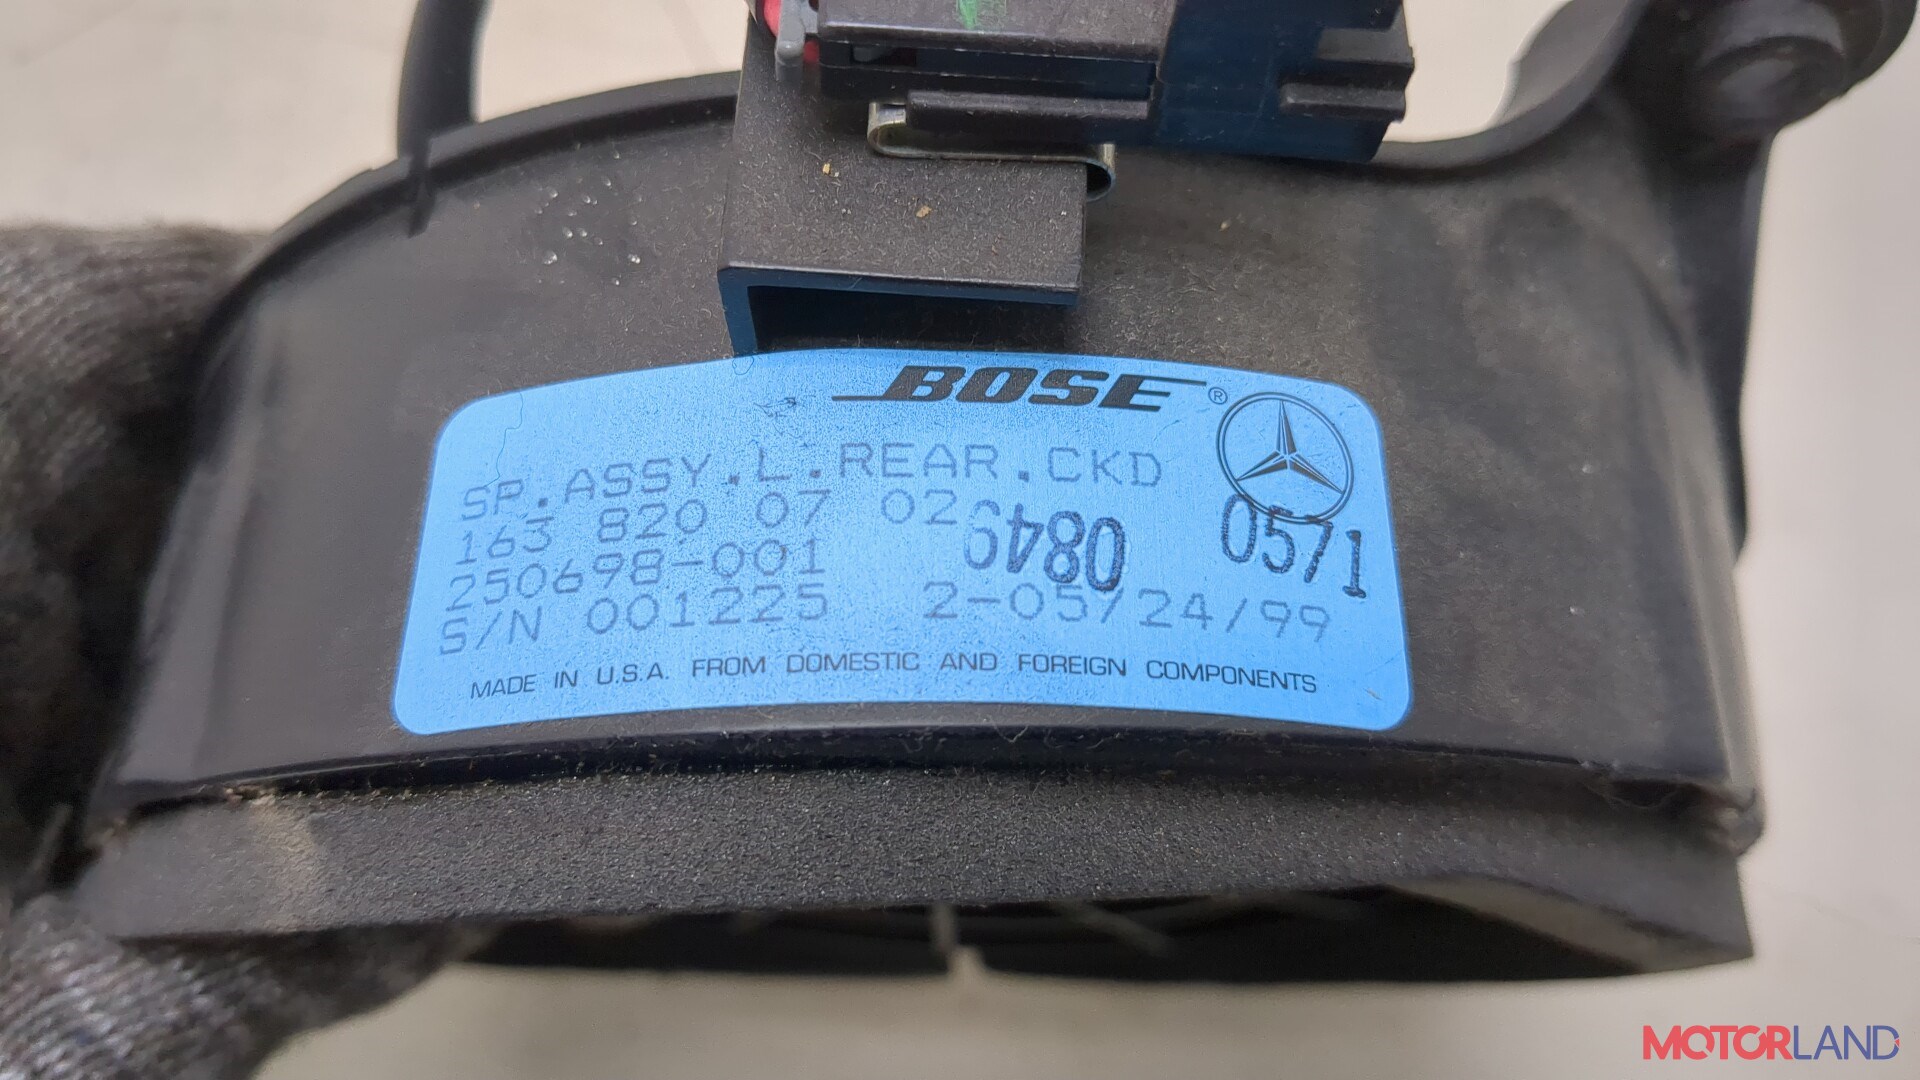 BOSE®
SP.ASSY.L.REAR.CKD
163 820 07 02
0849 0571
250698-001
S/N 001225 2-05/24/99
MADE IN U.S.A. FROM DOMESTIC AND FOREIGN COMPONENTS
MOTORLAND